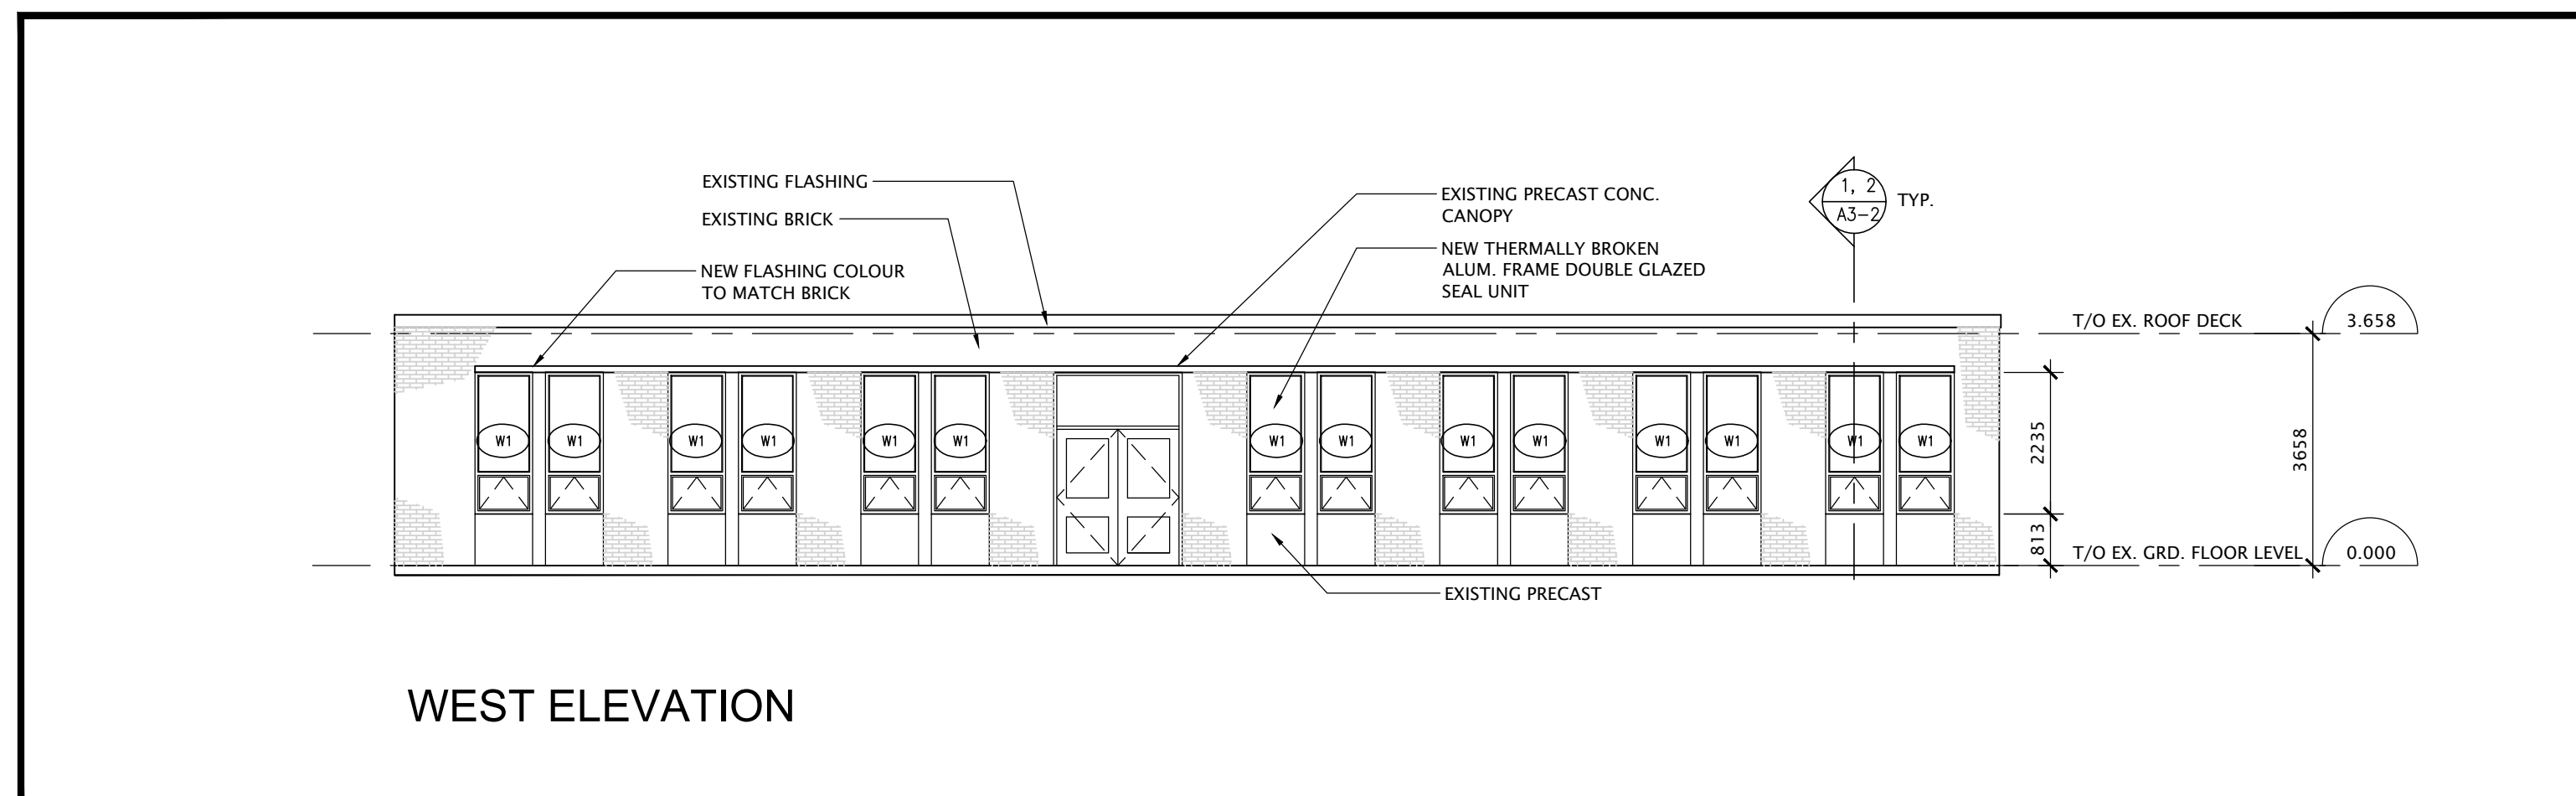 EXISTING FLASHING
EXISTING BRICK
NEW FLASHING COLOUR
TO MATCH BRICK
EXISTING PRECAST CONC.
CANOPY
NEW THERMALLY BROKEN
ALUM. FRAME DOUBLE GLAZED
SEAL UNIT
1, 2
A3-2
TYP.
T/O EX. ROOF DECK
3.658
W1 W1 W1 W1 W1 W1 W1 W1 W1 W1 W1 W1 W1 W1
2235
3658
813
T/O EX. GRD. FLOOR LEVEL
0.000
EXISTING PRECAST
WEST ELEVATION